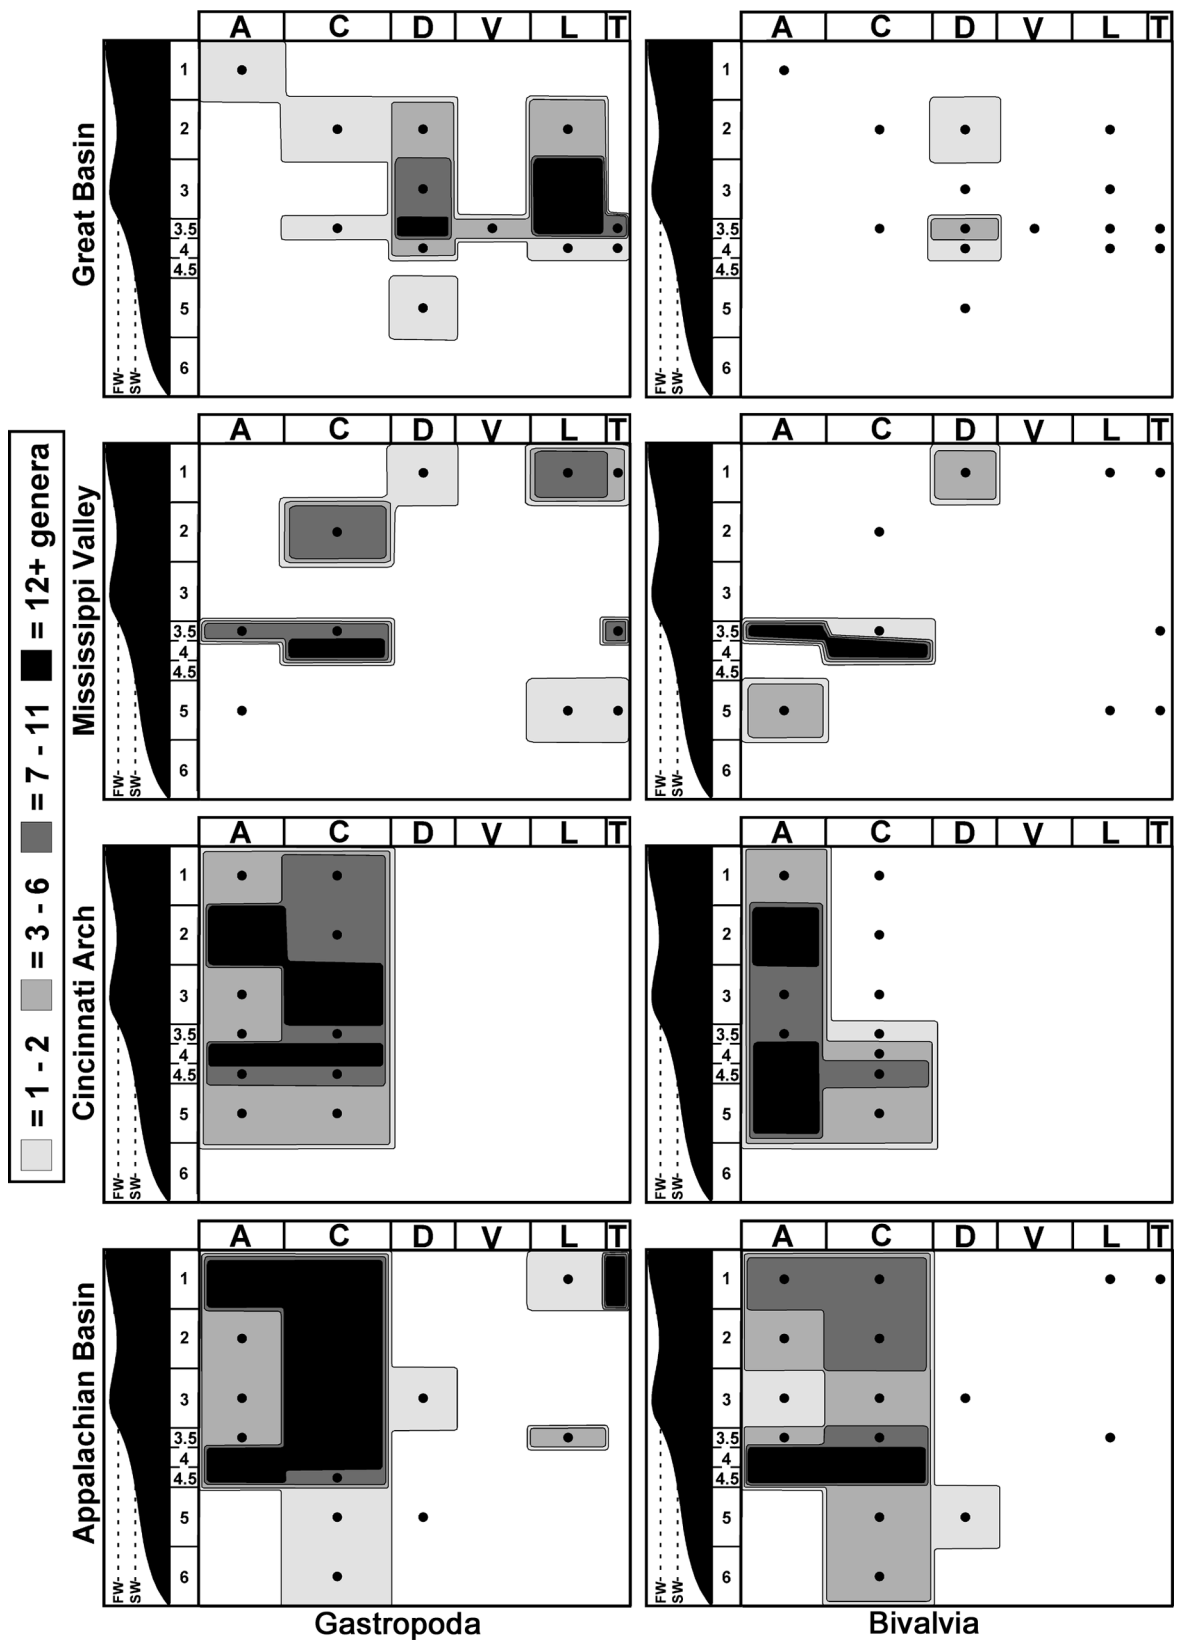 A C D V L T
A C D V L T
Great Basin
1
2
3
3.5
4
4.5
5
6
FW-
SW-
1
2
3
3.5
4
4.5
5
6
FW-
SW-
A C D V L T
A C D V L T
Mississippi Valley
1
2
3
3.5
4
4.5
5
6
FW-
SW-
1
2
3
3.5
4
4.5
5
6
FW-
SW-
= 1 - 2 = 3 - 6 = 7 - 11 = 12+ genera
A C D V L T
A C D V L T
Cincinnati Arch
1
2
3
3.5
4
4.5
5
6
FW-
SW-
1
2
3
3.5
4
4.5
5
6
FW-
SW-
A C D V L T
A C D V L T
Appalachian Basin
1
2
3
3.5
4
4.5
5
6
FW-
SW-
1
2
3
3.5
4
4.5
5
6
FW-
SW-
Gastropoda
Bivalvia